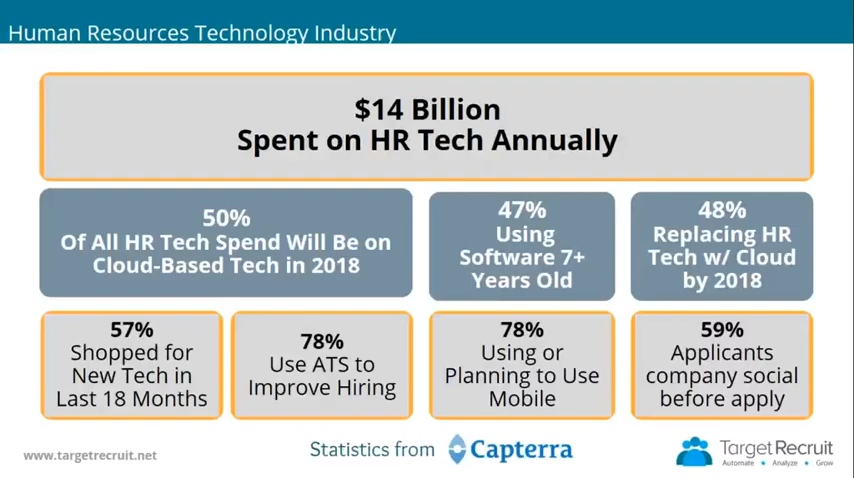 Human Resources Technology Industry
$14 Billion
Spent on HR Tech Annually
50%
Of All HR Tech Spend Will Be on
Cloud-Based Tech in 2018
47%
Using
Software 7+
Years Old
48%
Replacing HR
Tech w/ Cloud
by 2018
57%
Shopped for
New Tech in
Last 18 Months
78%
Use ATS to
Improve Hiring
78%
Using or
Planning to Use
Mobile
59%
Applicants
company social
before apply
www.targetrecruit.net
Statistics from Capterra
TargetRecruit
Automate • Analyze • Grow